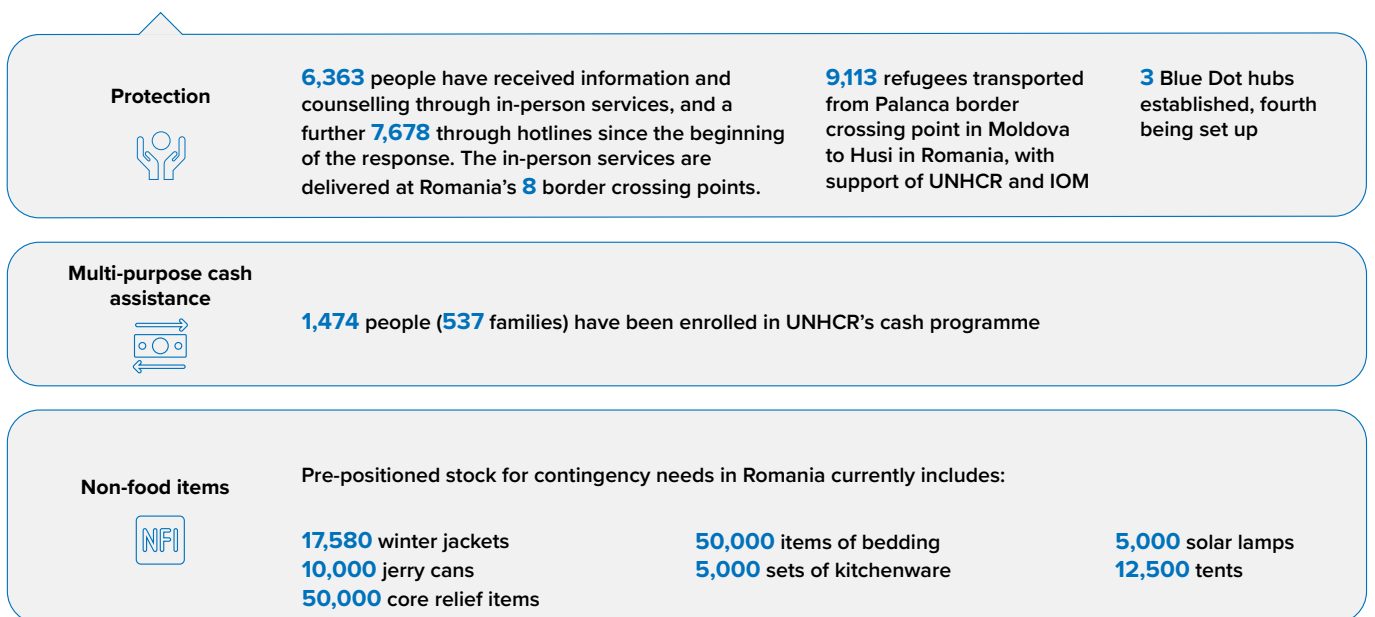 Protection
6,363 people have received information and
counselling through in-person services, and a
further 7,678 through hotlines since the beginning
of the response. The in-person services are
delivered at Romania's 8 border crossing points.
9,113 refugees transported
from Palanca border
crossing point in Moldova
to Husi in Romania, with
support of UNHCR and IOM
3 Blue Dot hubs
established, fourth
being set up
Multi-purpose cash
assistance
1,474 people (537 families) have been enrolled in UNHCR's cash programme
Non-food items
NFI
Pre-positioned stock for contingency needs in Romania currently includes:
17,580 winter jackets
10,000 jerry cans
50,000 core relief items
50,000 items of bedding
5,000 sets of kitchenware
5,000 solar lamps
12,500 tents